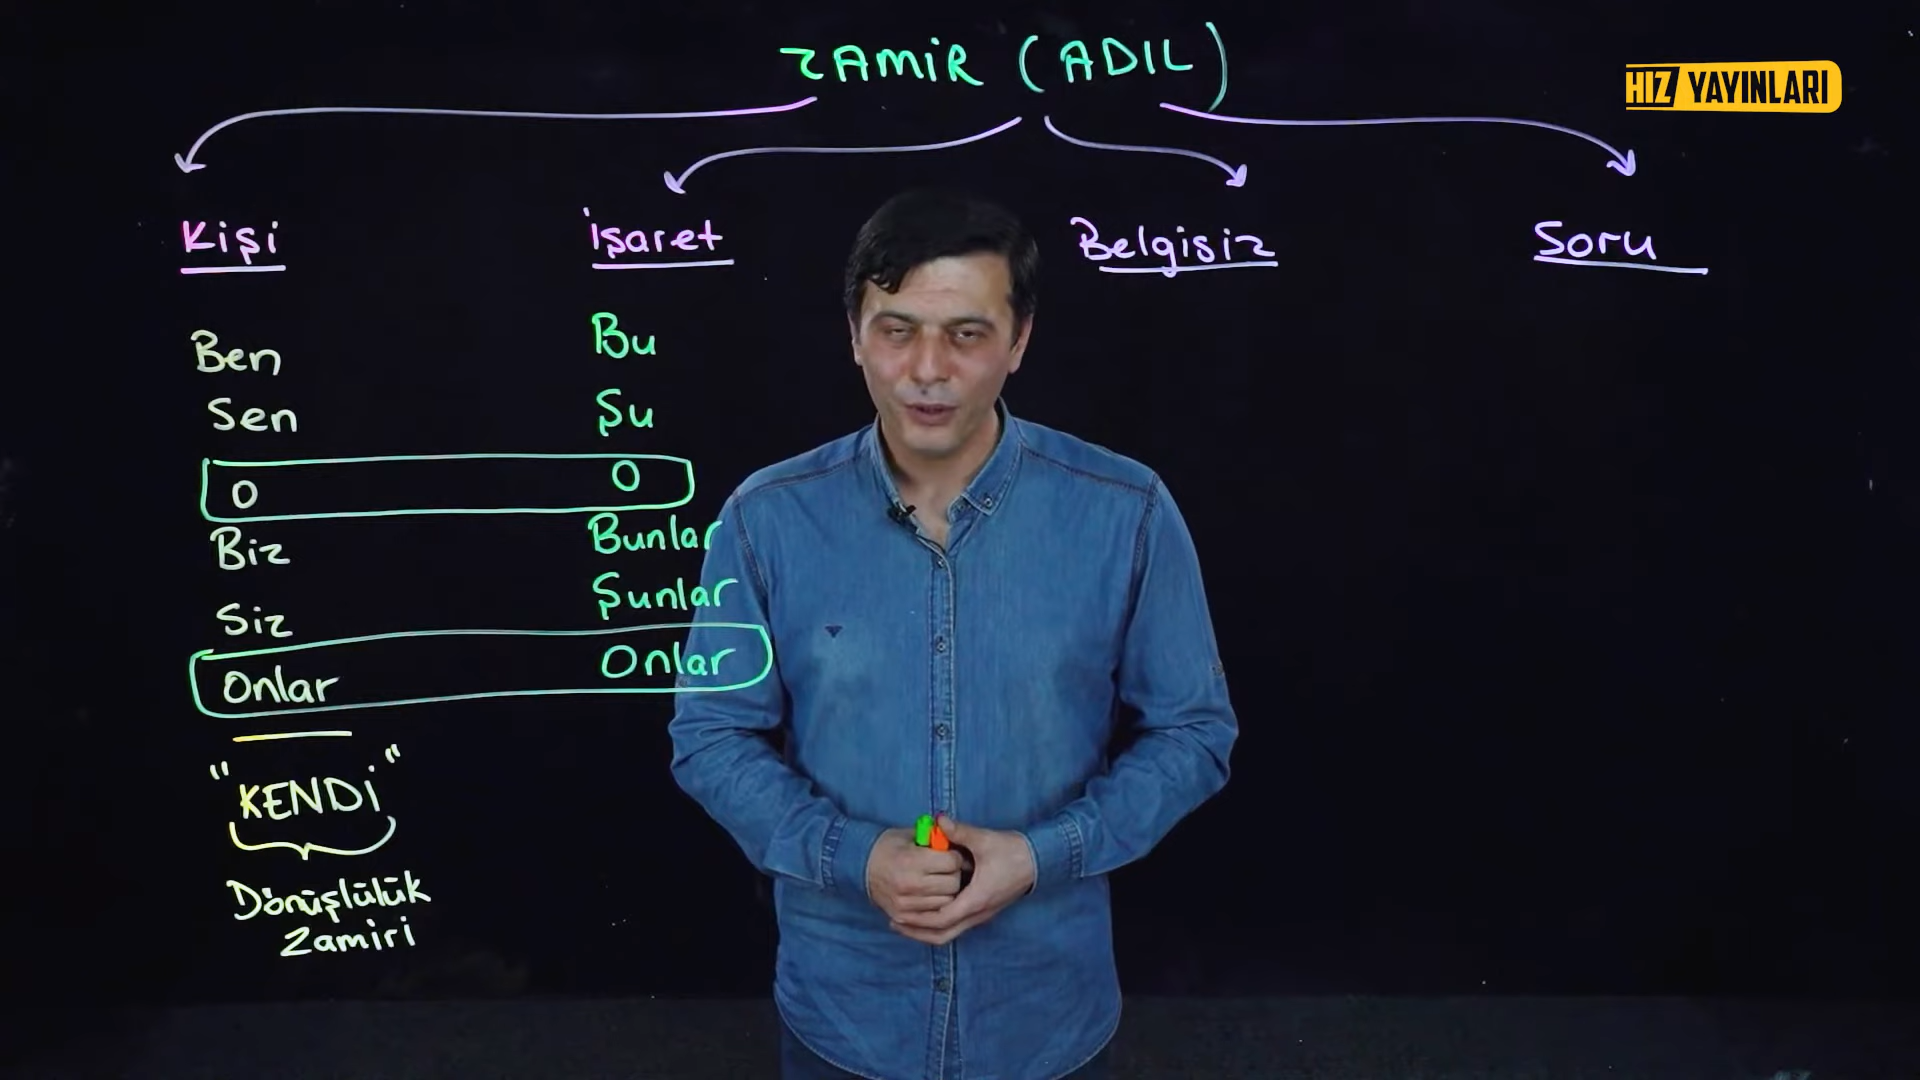 ZAMİR (ADIL)
HIZ YAYINLARI
Kişi
Ben
Sen
O
Biz
Siz
Onlar
"KENDİ"
Dönüşlülük
Zamiri
İşaret
Bu
Şu
O
Bunlar
Şunlar
Onlar
Belgisiz
Soru